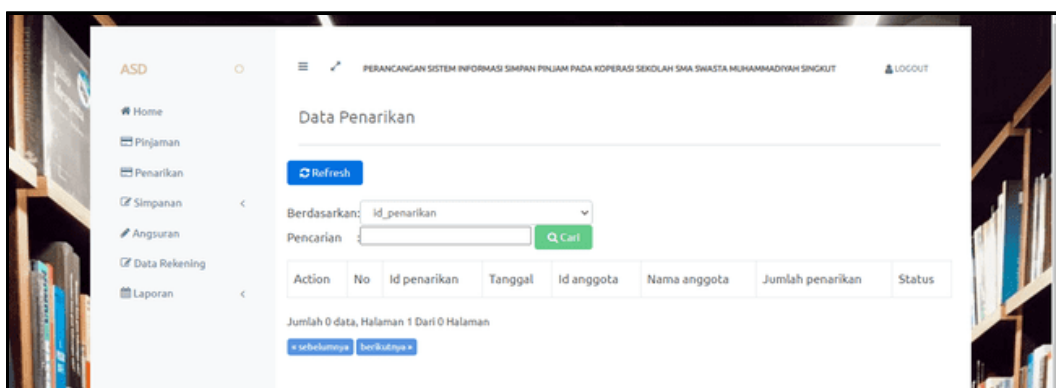 ASD
PERANCANGAN SISTEM INFORMASI SIMPAN PINJAM PADA KOPERASI SEKOLAH SMA SWASTA MUHAMMADIYAH SINGKUT
LOGOUT
Home
Pinjaman
Penarikan
Simpanan
Angsuran
Data Rekening
Laporan
Data Penarikan
Refresh
Berdasarkan: id_penarikan
Pencarian :
Cari
Action No Id penarikan Tanggal Id anggota Nama anggota Jumlah penarikan Status
Jumlah 0 data, Halaman 1 Dari 0 Halaman
« sebelumnya berikutnya »